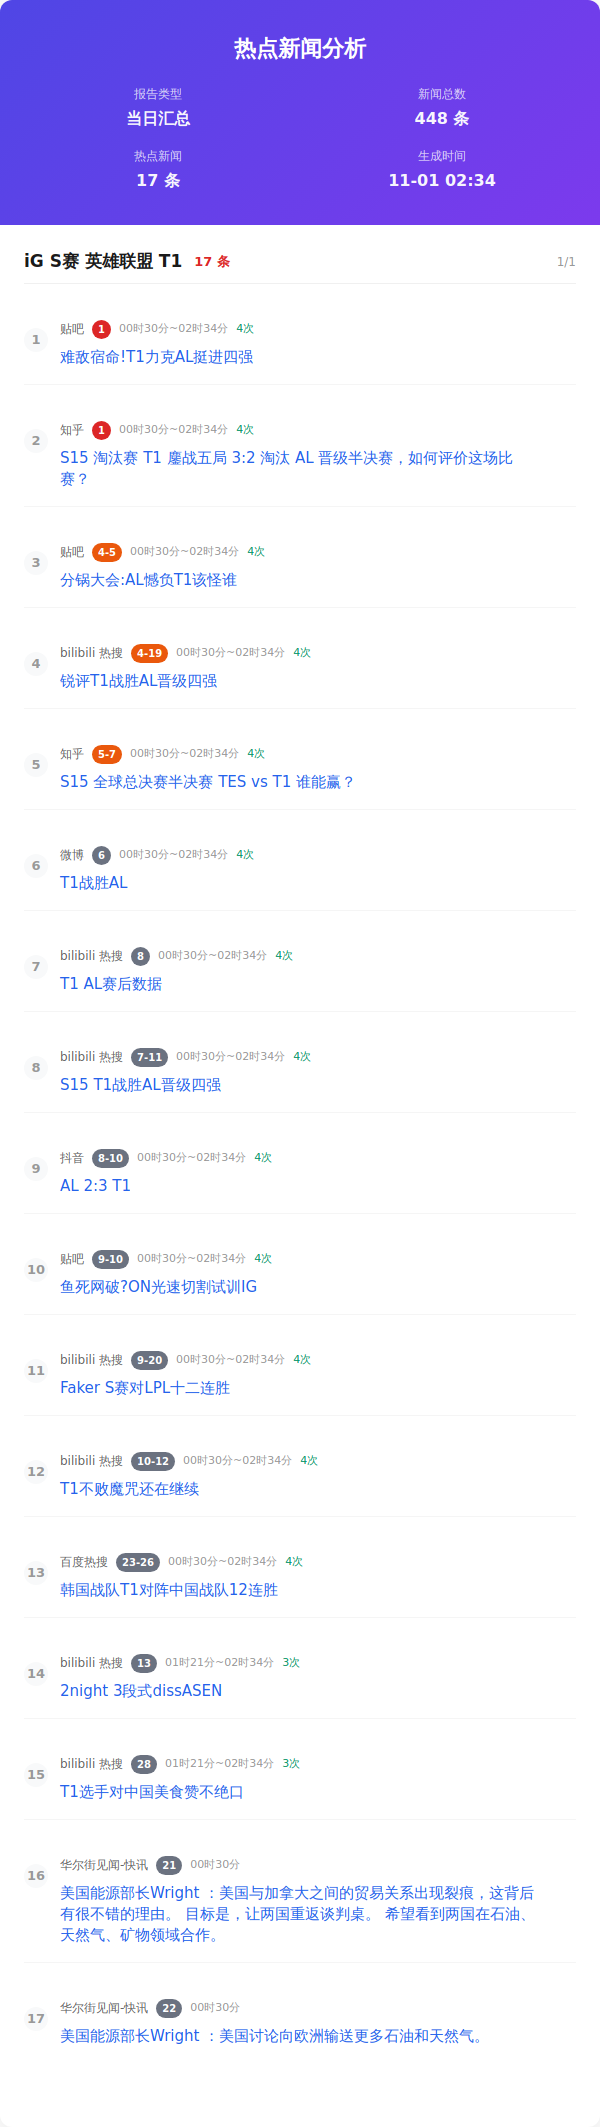 热点新闻分析
报告类型
当日汇总
新闻总数
448 条
热点新闻
17 条
生成时间
11-01 02:34
iG S赛 英雄联盟 T1 17 条 1/1
1
贴吧 1 00时30分~02时34分 4次
难敌宿命!T1力克AL挺进四强
2
知乎 1 00时30分~02时34分 4次
S15 淘汰赛 T1 鏖战五局 3:2 淘汰 AL 晋级半决赛，如何评价这场比
赛？
3
贴吧 4-5 00时30分~02时34分 4次
分锅大会:AL憾负T1该怪谁
4
bilibili 热搜 4-19 00时30分~02时34分 4次
锐评T1战胜AL晋级四强
5
知乎 5-7 00时30分~02时34分 4次
S15 全球总决赛半决赛 TES vs T1 谁能赢？
6
微博 6 00时30分~02时34分 4次
T1战胜AL
7
bilibili 热搜 8 00时30分~02时34分 4次
T1 AL赛后数据
8
bilibili 热搜 7-11 00时30分~02时34分 4次
S15 T1战胜AL晋级四强
9
抖音 8-10 00时30分~02时34分 4次
AL 2:3 T1
10
贴吧 9-10 00时30分~02时34分 4次
鱼死网破?ON光速切割试训IG
11
bilibili 热搜 9-20 00时30分~02时34分 4次
Faker S赛对LPL十二连胜
12
bilibili 热搜 10-12 00时30分~02时34分 4次
T1不败魔咒还在继续
13
百度热搜 23-26 00时30分~02时34分 4次
韩国战队T1对阵中国战队12连胜
14
bilibili 热搜 13 01时21分~02时34分 3次
2night 3段式dissASEN
15
bilibili 热搜 28 01时21分~02时34分 3次
T1选手对中国美食赞不绝口
16
华尔街见闻-快讯 21 00时30分
美国能源部长Wright ：美国与加拿大之间的贸易关系出现裂痕，这背后
有很不错的理由。 目标是，让两国重返谈判桌。 希望看到两国在石油、
天然气、矿物领域合作。
17
华尔街见闻-快讯 22 00时30分
美国能源部长Wright ：美国讨论向欧洲输送更多石油和天然气。